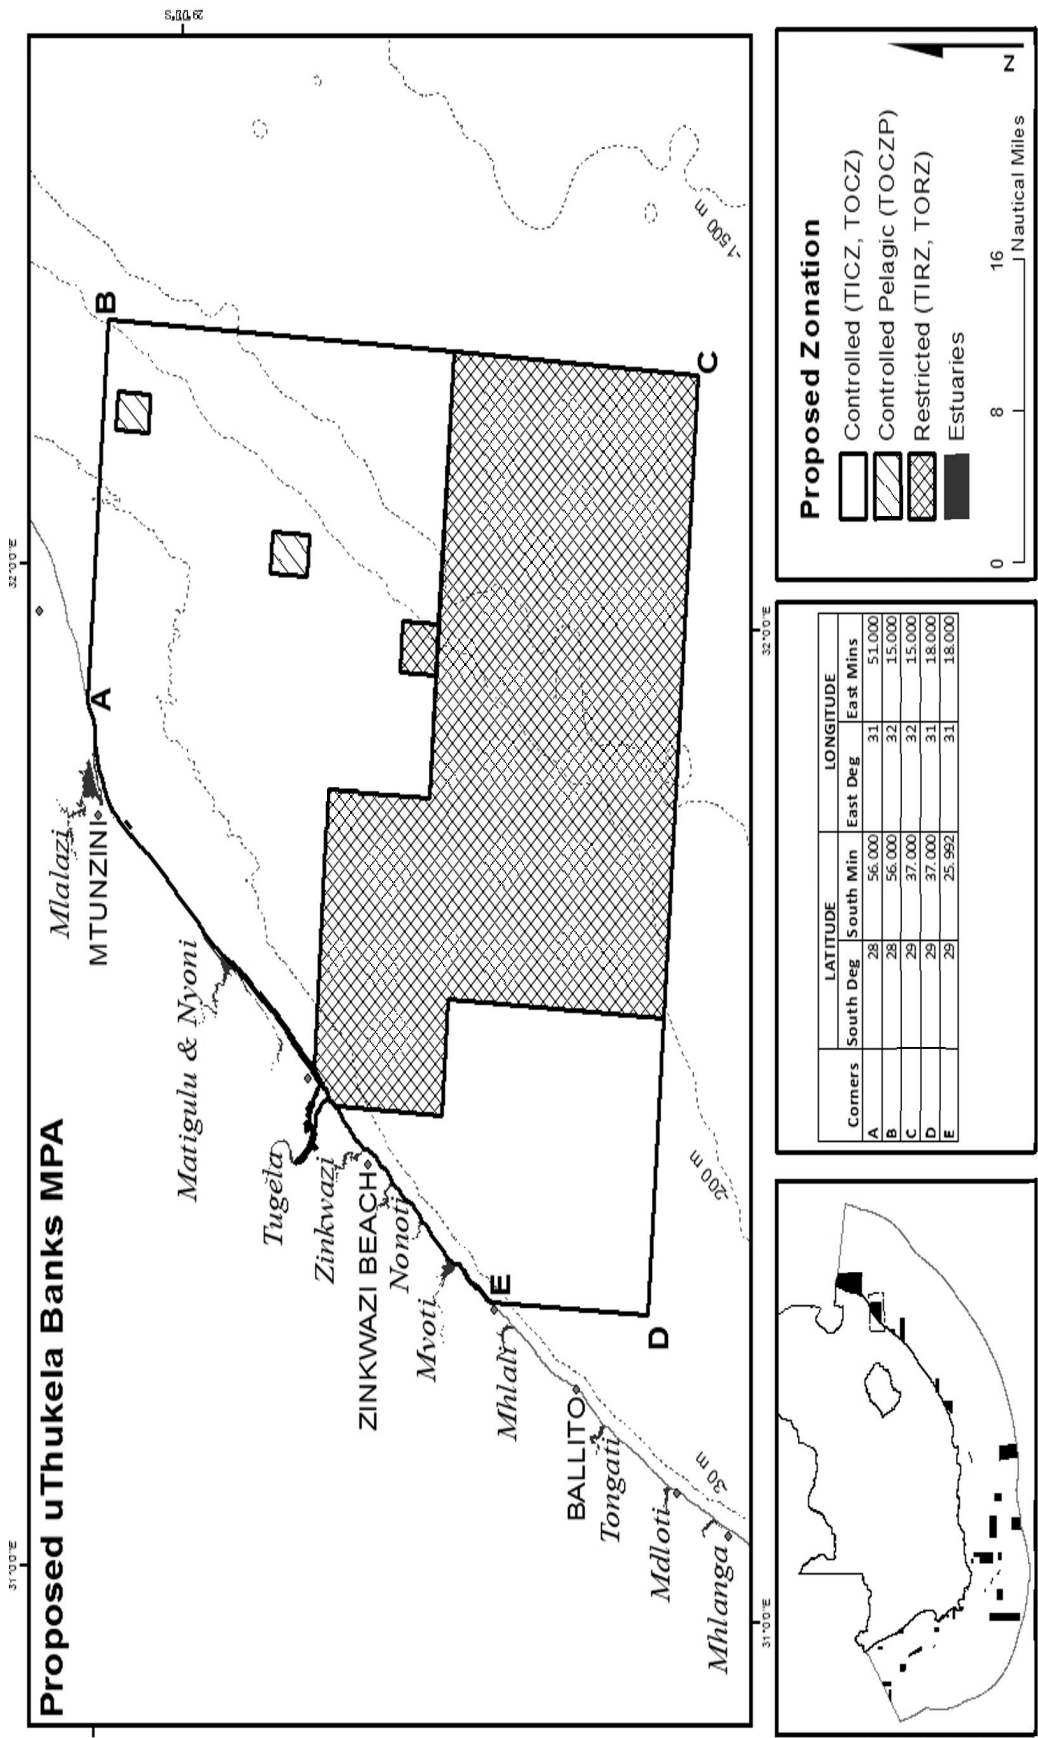 Proposed uThukela Banks MPA
31°0'0"E
32°0'0"E
A
B
C
D
E
Mlalazi
MTUNZINI
Matigulu & Nyoni
Tugela
Zinkwazi
ZINKWAZI BEACH
Nonoti
Mvoti
Mhlali
BALLITO
Tongati
Mdloti
Mhlanga
-30 m
-200 m
-1500 m
31°0'0"E
32°0'0"E
Corners LATITUDE LONGITUDE
South Deg South Min East Deg East Mins
A 28 56.000 31 51.000
B 28 56.000 32 15.000
C 29 37.000 32 15.000
D 29 37.000 31 18.000
E 29 25.992 31 18.000
Proposed Zonation
Controlled (TICZ, TOCZ)
Controlled Pelagic (TOCZP)
Restricted (TIRZ, TORZ)
Estuaries
0 8 16
Nautical Miles
N